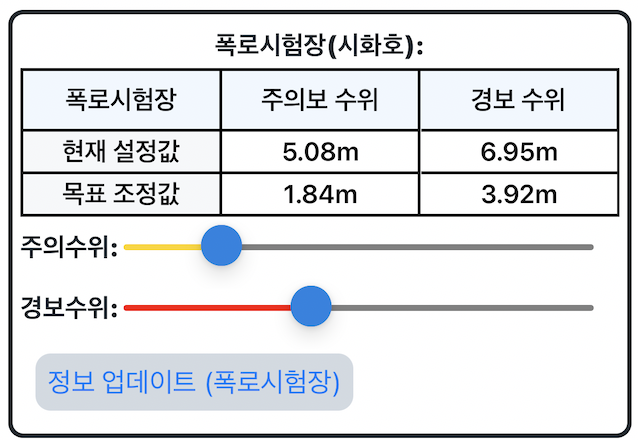 폭로시험장(시화호):
폭로시험장 주의보 수위 경보 수위
현재 설정값 5.08m 6.95m
목표 조정값 1.84m 3.92m
주의수위:
경보수위:
정보 업데이트 (폭로시험장)